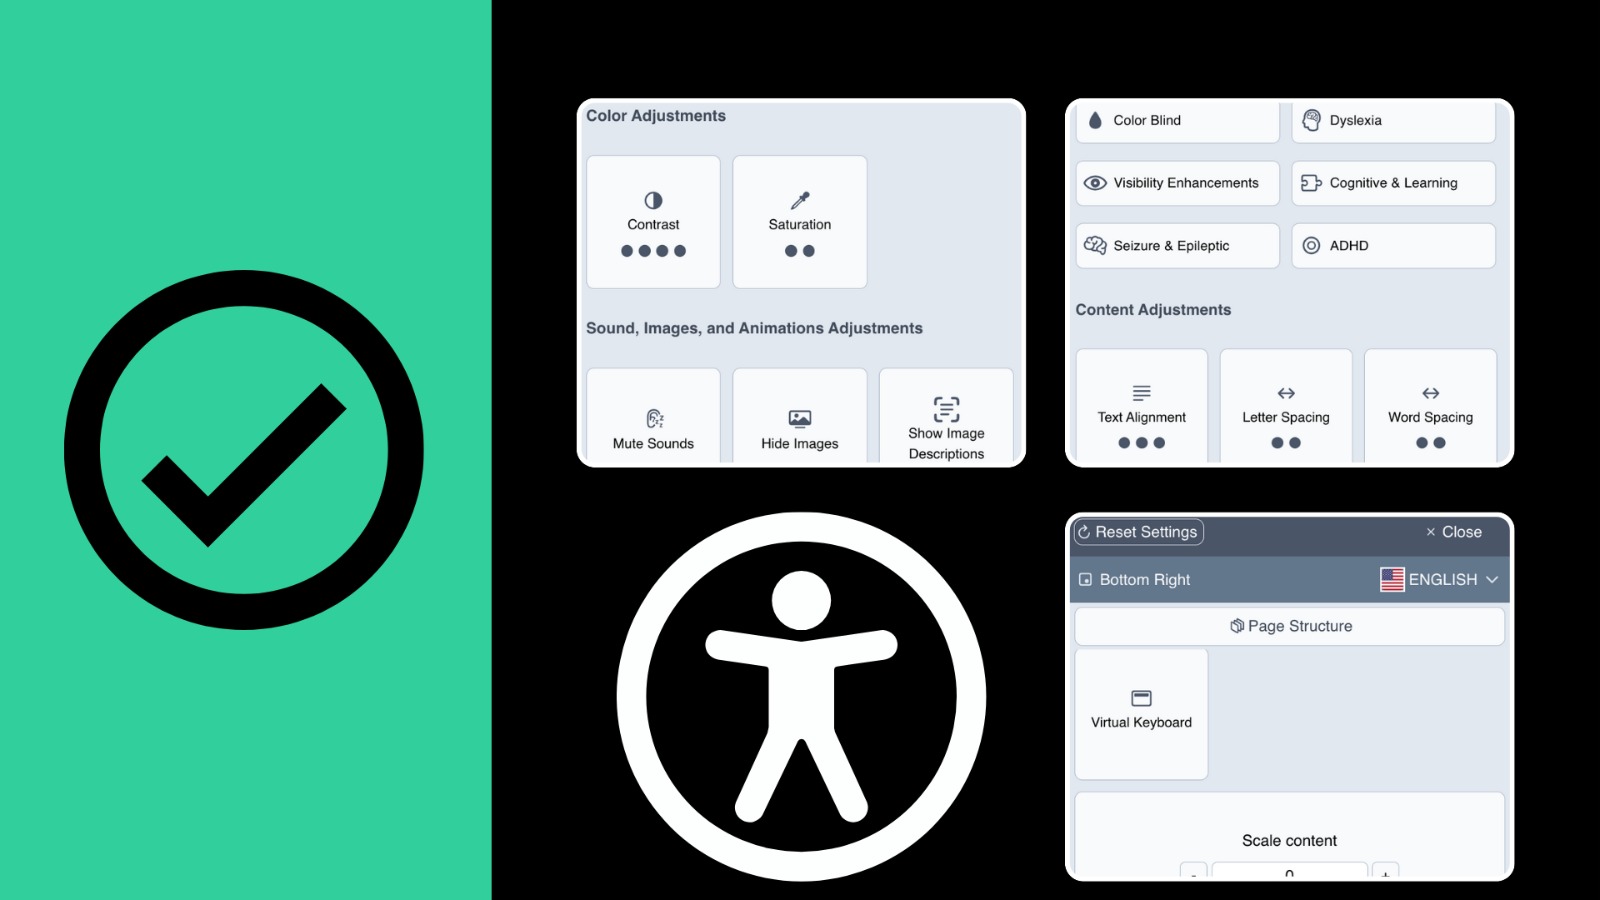 Color Adjustments
Contrast
Saturation
Sound, Images, and Animations Adjustments
Mute Sounds
Hide Images
Show Image
Descriptions
Color Blind
Dyslexia
Visibility Enhancements
Cognitive & Learning
Seizure & Epileptic
ADHD
Content Adjustments
Text Alignment
Letter Spacing
Word Spacing
Reset Settings
× Close
Bottom Right
ENGLISH
Page Structure
Virtual Keyboard
Scale content
- 0 +